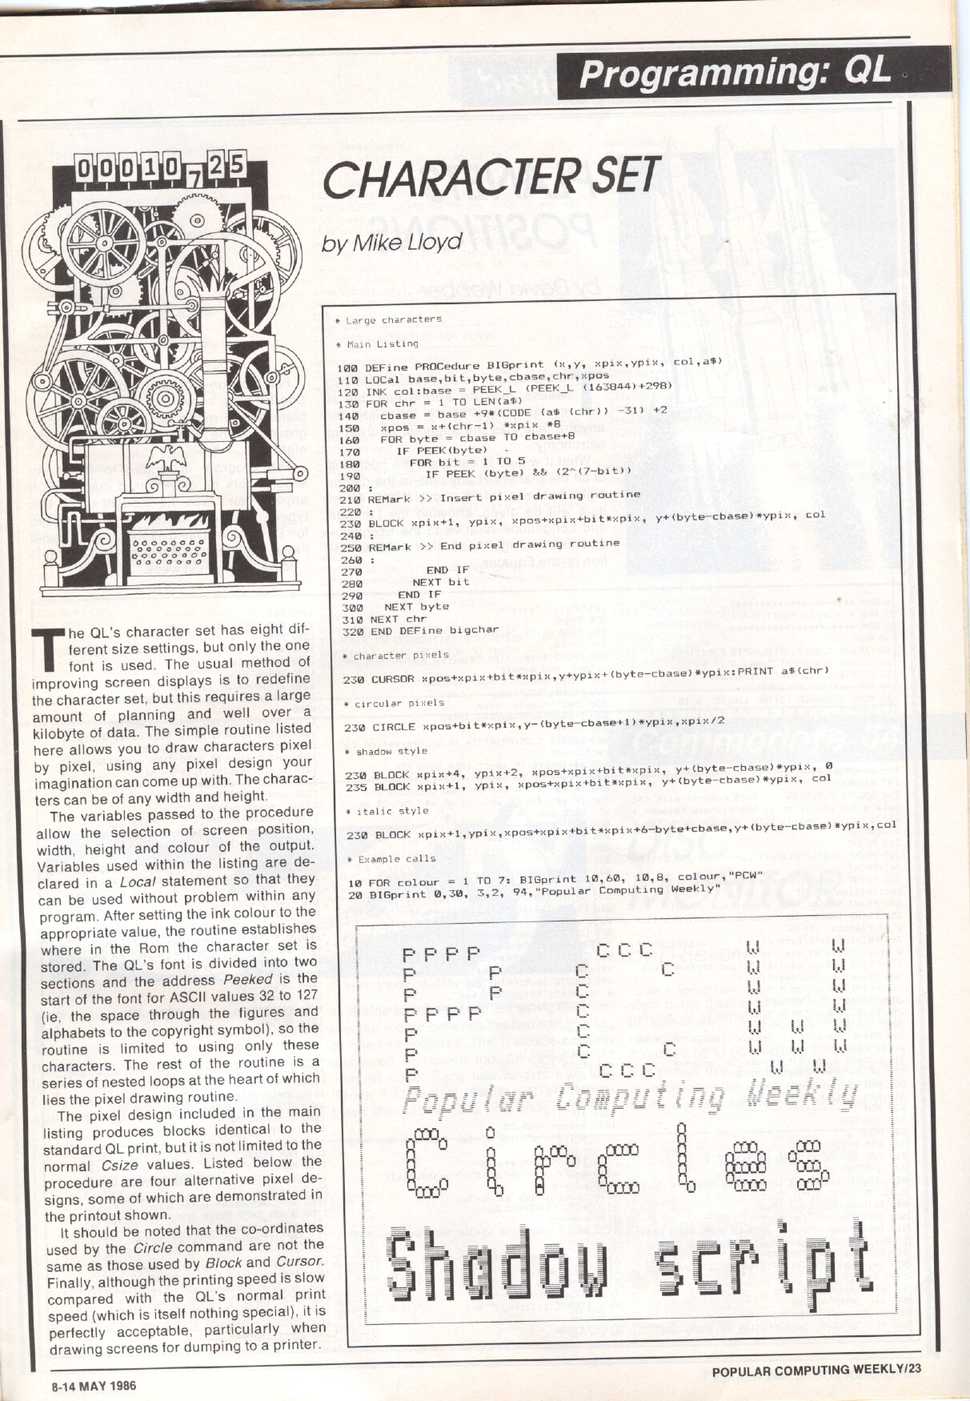 Programming: QL
00010725
CHARACTER SET
by Mike Lloyd
* Large characters
* Main Listing
100 DEFine PROCedure BIGprint (x,y, xpix,ypix, col,a$)
110 LOCal base,bit,byte,cbase,chr,xpos
120 INK col:base = PEEK_L (PEEK_L (163844)+298)
130 FOR chr = 1 TO LEN(a$)
140 cbase = base +9*(CODE (a$ (chr)) -31) +2
150 xpos = x+(chr-1) *xpix *8
160 FOR byte = cbase TO cbase+8
170 IF PEEK(byte)
180 FOR bit = 1 TO 5
190 IF PEEK (byte) && (2^(7-bit))
200 :
210 REMark >> Insert pixel drawing routine
220 :
230 BLOCK xpix+1, ypix, xpos+xpix+bit*xpix, y+(byte-cbase)*ypix, col
240 :
250 REMark >> End pixel drawing routine
260 :
270 END IF
280 NEXT bit
290 END IF
300 NEXT byte
310 NEXT chr
320 END DEFine bigchar
* character pixels
230 CURSOR xpos+xpix+bit*xpix,y+ypix+(byte-cbase)*ypix:PRINT a$(chr)
* circular pixels
230 CIRCLE xpos+bit*xpix,y-(byte-cbase+1)*ypix,xpix/2
* shadow style
230 BLOCK xpix+4, ypix+2, xpos+xpix+bit*xpix, y+(byte-cbase)*ypix, 0
235 BLOCK xpix+1, ypix, xpos+xpix+bit*xpix, y+(byte-cbase)*ypix, col
* italic style
230 BLOCK xpix+1,ypix,xpos+xpix+bit*xpix+6-byte+cbase,y+(byte-cbase)*ypix,col
* Example calls
10 FOR colour = 1 TO 7: BIGprint 10,60, 10,8, colour,"PCW"
20 BIGprint 0,30, 3,2, 94,"Popular Computing Weekly"
PCW
Popular Computing Weekly
Circles
Shadow script
The QL's character set has eight dif-
ferent size settings, but only the one
font is used. The usual method of
improving screen displays is to redefine
the character set, but this requires a large
amount of planning and well over a
kilobyte of data. The simple routine listed
here allows you to draw characters pixel
by pixel, using any pixel design your
imagination can come up with. The charac-
ters can be of any width and height.
The variables passed to the procedure
allow the selection of screen position,
width, height and colour of the output.
Variables used within the listing are de-
clared in a Local statement so that they
can be used without problem within any
program. After setting the ink colour to the
appropriate value, the routine establishes
where in the Rom the character set is
stored. The QL's font is divided into two
sections and the address Peeked is the
start of the font for ASCII values 32 to 127
(ie, the space through the figures and
alphabets to the copyright symbol), so the
routine is limited to using only these
characters. The rest of the routine is a
series of nested loops at the heart of which
lies the pixel drawing routine.
The pixel design included in the main
listing produces blocks identical to the
standard QL print, but it is not limited to the
normal Csize values. Listed below the
procedure are four alternative pixel de-
signs, some of which are demonstrated in
the printout shown.
It should be noted that the co-ordinates
used by the Circle command are not the
same as those used by Block and Cursor.
Finally, although the printing speed is slow
compared with the QL's normal print
speed (which is itself nothing special), it is
perfectly acceptable, particularly when
drawing screens for dumping to a printer.
8-14 MAY 1986
POPULAR COMPUTING WEEKLY/23